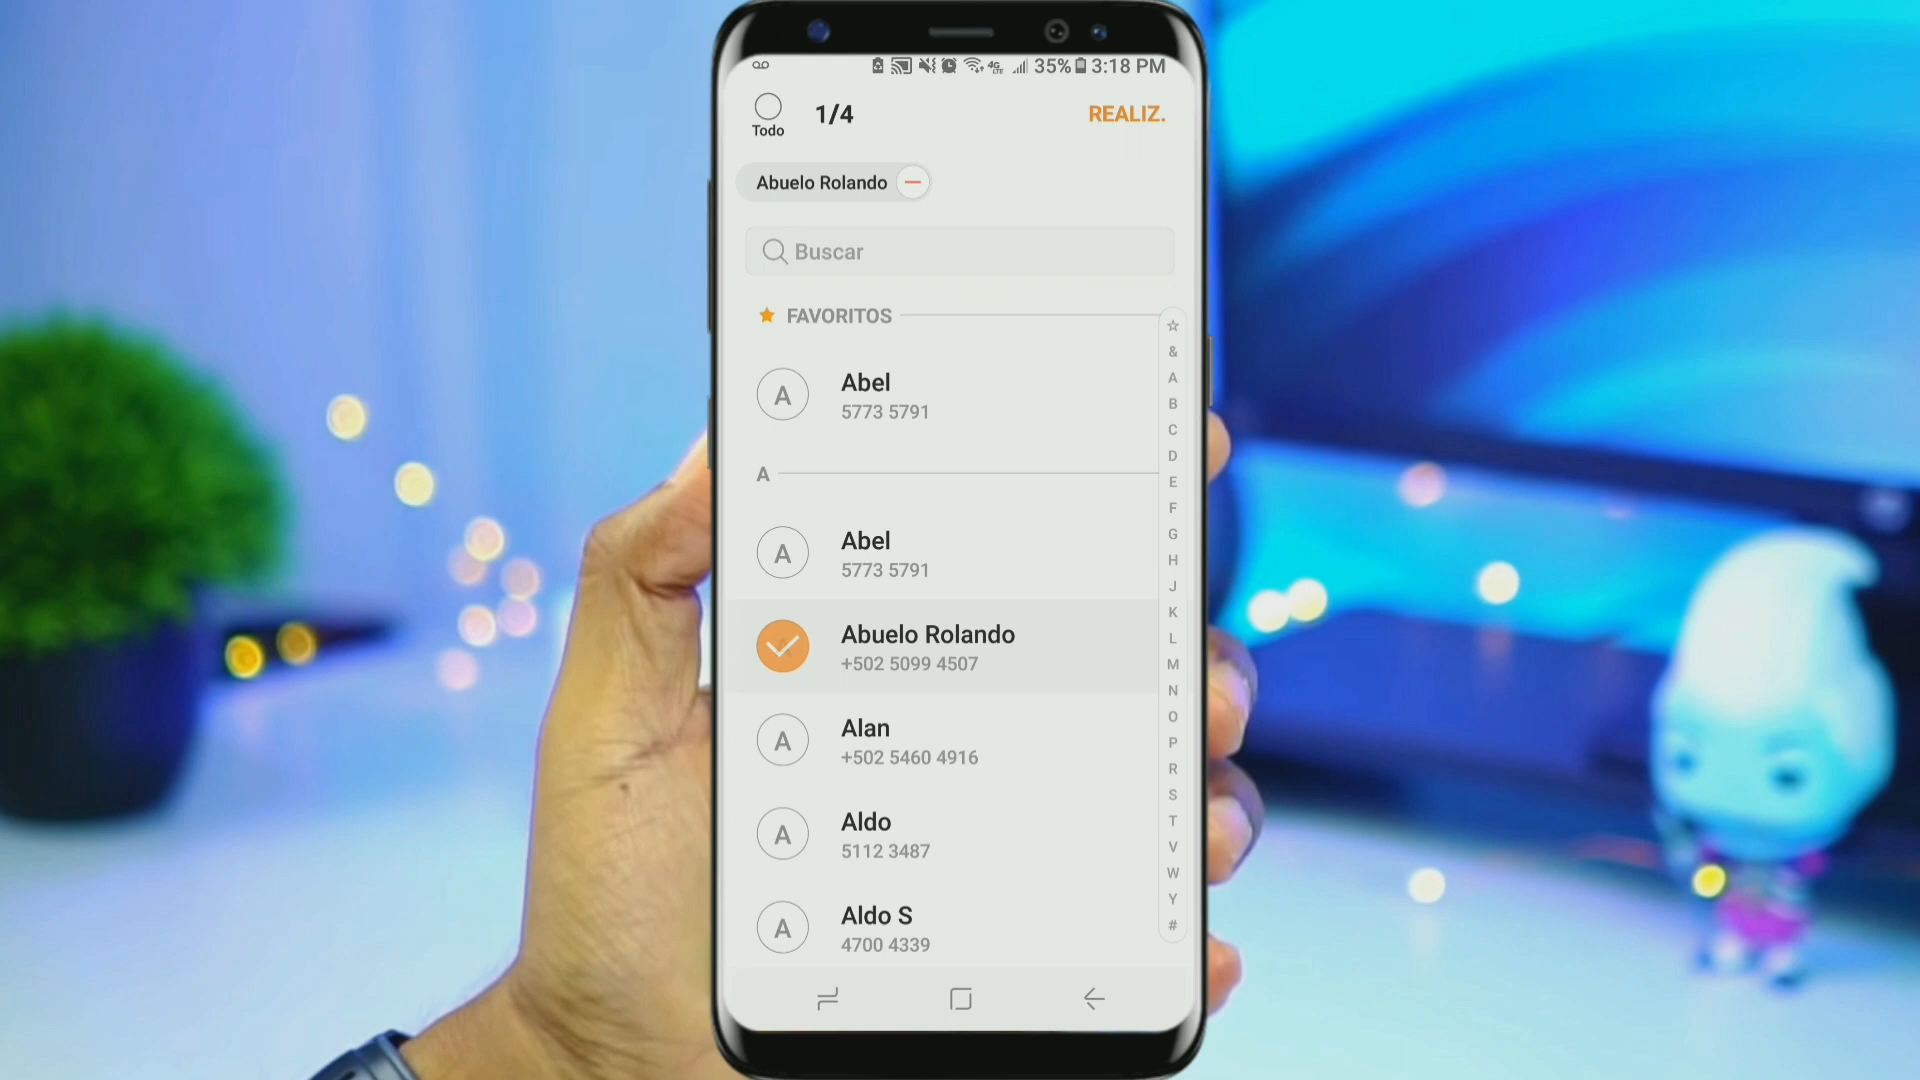 35% 3:18 PM
1/4
REALIZ.
Todo
Abuelo Rolando
Buscar
FAVORITOS
A
Abel
5773 5791
A
A
Abel
5773 5791
Abuelo Rolando
+502 5099 4507
A
Alan
+502 5460 4916
A
Aldo
5112 3487
A
Aldo S
4700 4339
&
A
B
C
D
E
F
G
H
J
K
L
M
N
O
P
R
S
T
V
W
Y
#